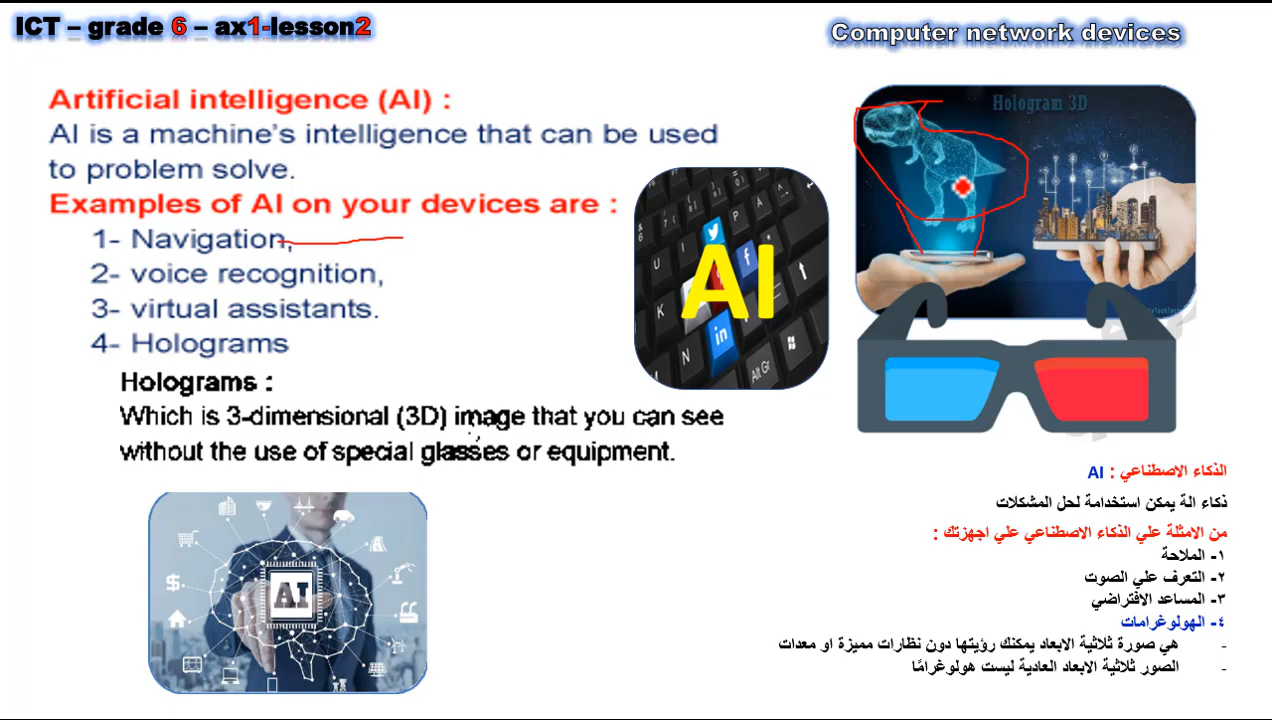 ICT – grade 6 – ax1-lesson2
Computer network devices
Artificial intelligence (AI) :
AI is a machine's intelligence that can be used
to problem solve.
Examples of AI on your devices are :
1- Navigation,
2- voice recognition,
3- virtual assistants.
4- Holograms
Holograms :
Which is 3-dimensional (3D) image that you can see
without the use of special glasses or equipment.
Hologram 3D
AI
AI
الذكاء الاصطناعي : AI
ذكاء الة يمكن استخدامة لحل المشكلات
من الامثلة علي الذكاء الاصطناعي علي اجهزتك :
١- الملاحة
٢- التعرف علي الصوت
٣- المساعد الافتراضي
٤- الهولوغرامات
- هي صورة ثلاثية الابعاد يمكنك رؤيتها دون نظارات مميزة او معدات
- الصور ثلاثية الابعاد العادية ليست هولوغرامًا